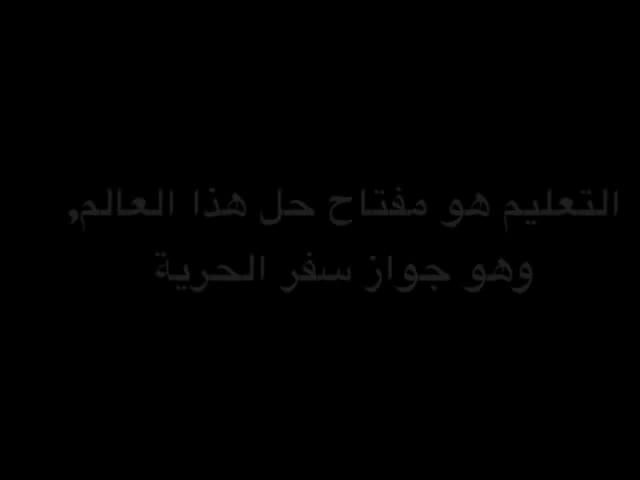 التعليم هو مفتاح حل هذا العالم,
وهو جواز سفر الحرية